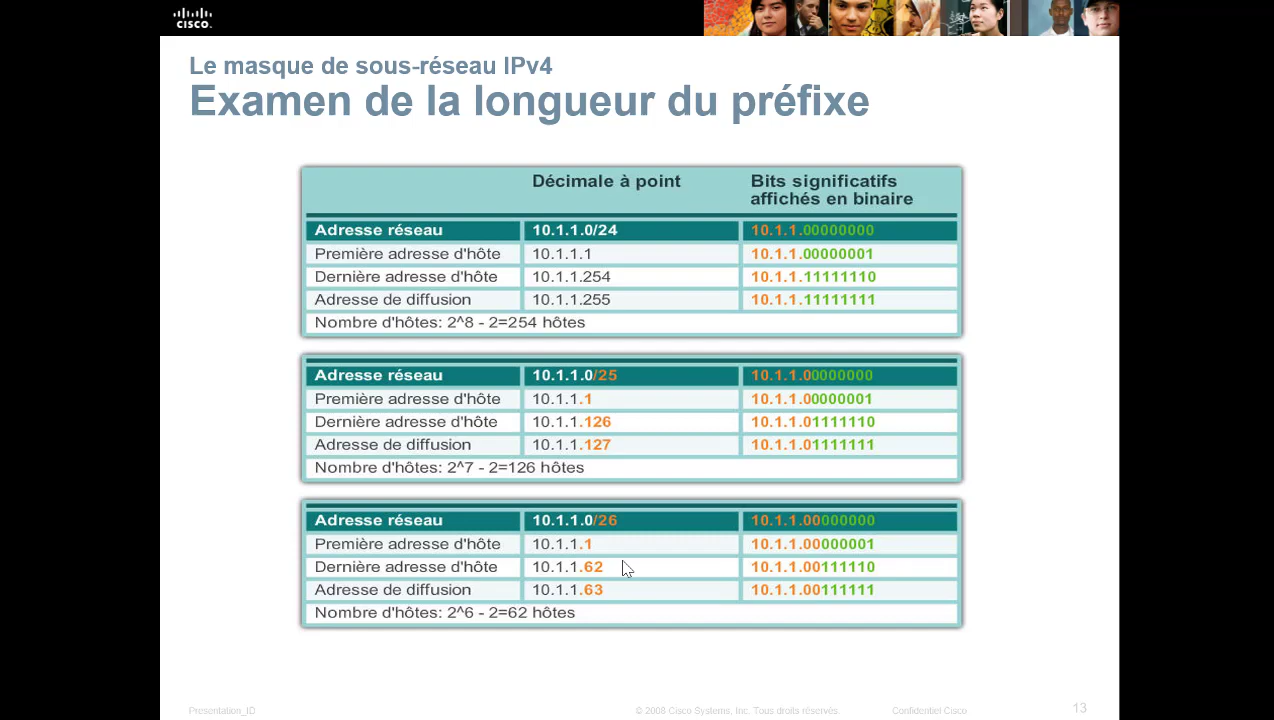 CISCO.
Le masque de sous-réseau IPv4
Examen de la longueur du préfixe
Décimale à point Bits significatifs affichés en binaire
Adresse réseau 10.1.1.0/24 10.1.1.00000000
Première adresse d'hôte 10.1.1.1 10.1.1.00000001
Dernière adresse d'hôte 10.1.1.254 10.1.1.11111110
Adresse de diffusion 10.1.1.255 10.1.1.11111111
Nombre d'hôtes: 2^8 - 2=254 hôtes
Adresse réseau 10.1.1.0/25 10.1.1.00000000
Première adresse d'hôte 10.1.1.1 10.1.1.00000001
Dernière adresse d'hôte 10.1.1.126 10.1.1.01111110
Adresse de diffusion 10.1.1.127 10.1.1.01111111
Nombre d'hôtes: 2^7 - 2=126 hôtes
Adresse réseau 10.1.1.0/26 10.1.1.00000000
Première adresse d'hôte 10.1.1.1 10.1.1.00000001
Dernière adresse d'hôte 10.1.1.62 10.1.1.00111110
Adresse de diffusion 10.1.1.63 10.1.1.00111111
Nombre d'hôtes: 2^6 - 2=62 hôtes
Presentation_ID © 2008 Cisco Systems, Inc. Tous droits réservés. Confidentiel Cisco 13